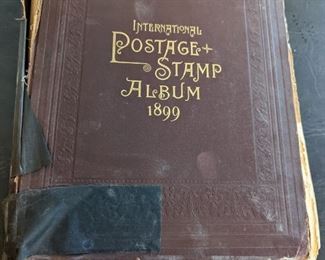 INTERNATIONAL
POSTAGE +
STAMP
ALBUM
1899